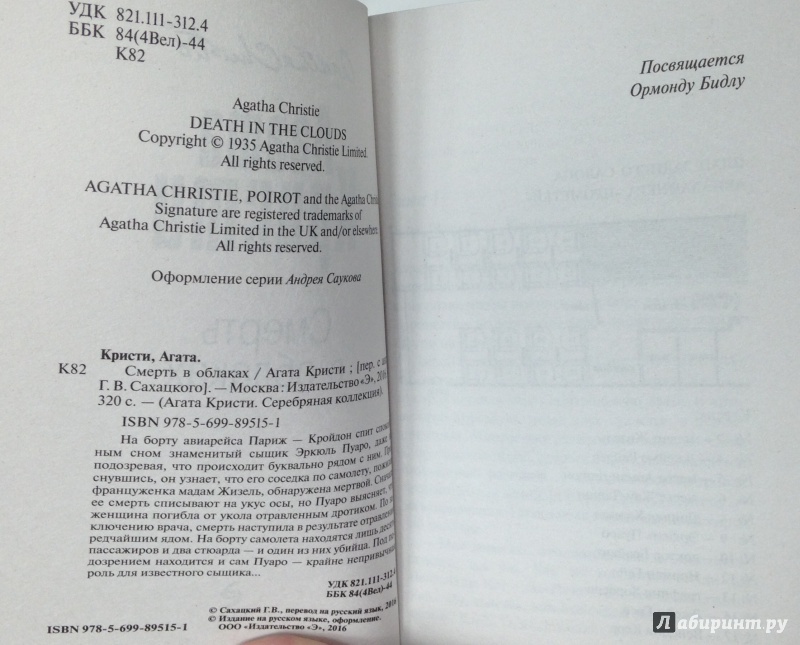 УДК 821.111-312.4
ББК 84(4Вел)-44
К82
Agatha Christie
DEATH IN THE CLOUDS
Copyright © 1935 Agatha Christie Limited.
All rights reserved.
AGATHA CHRISTIE, POIROT and the Agatha
Signature are registered trademarks of
Agatha Christie Limited in the UK and/or elsewhere
All rights reserved.
Оформление серии Андрея Саукова
Кристи, Агата.
К82 Смерть в облаках / Агата Кристи ; [пер. с
Г. В. Сахацкого]. — Москва : Издательство «Э», 2016
320 с. — (Агата Кристи. Серебряная коллекция).
ISBN 978-5-699-89515-1
На борту авиарейса Париж — Кройдон спит
ным сном знаменитый сыщик Эркюль Пуаро, даже
подозревая, что происходит буквально рядом с ним.
снувшись, он узнает, что его соседка по самолету,
француженка мадам Жизель, обнаружена мертвой.
ее смерть списывают на укус осы, но Пуаро выясняет,
женщина погибла от укола отравленным дротиком. По
ключению врача, смерть наступила в результате
редчайшим ядом. На борту самолета находятся лишь
пассажиров и два стюарда — и один из них убийца. Под
дозрением находится и сам Пуаро — крайне непривычная
роль для известного сыщика...
УДК 821.111-312.4
ББК 84(4Вел)-44
© Сахацкий Г.В., перевод на русский язык, 2016
© Издание на русском языке, оформление.
ISBN 978-5-699-89515-1 ООО «Издательство «Э», 2016
Посвящается
Ормонду Бидлу
Смерть
Лабиринт.ру